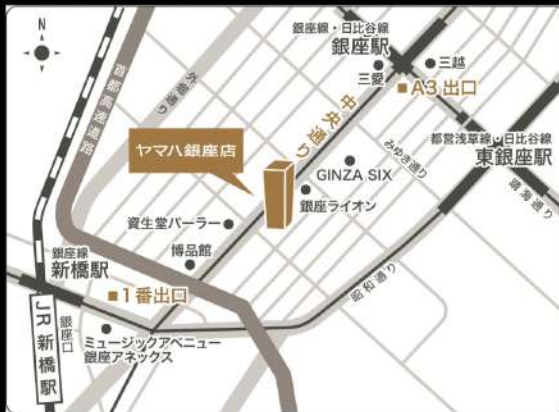 N
銀座線・日比谷線
銀座駅
三越
三愛
■A3出口
首都高速道路
外堀通り
中央通り
都営浅草線・日比谷線
東銀座駅
みゆき通り
晴海通り
ヤマハ銀座店
GINZA SIX
銀座ライオン
資生堂パーラー
博品館
銀座線
新橋駅
昭和通り
■1番出口
銀座口
JR新橋駅
ミュージックアベニュー
銀座アネックス